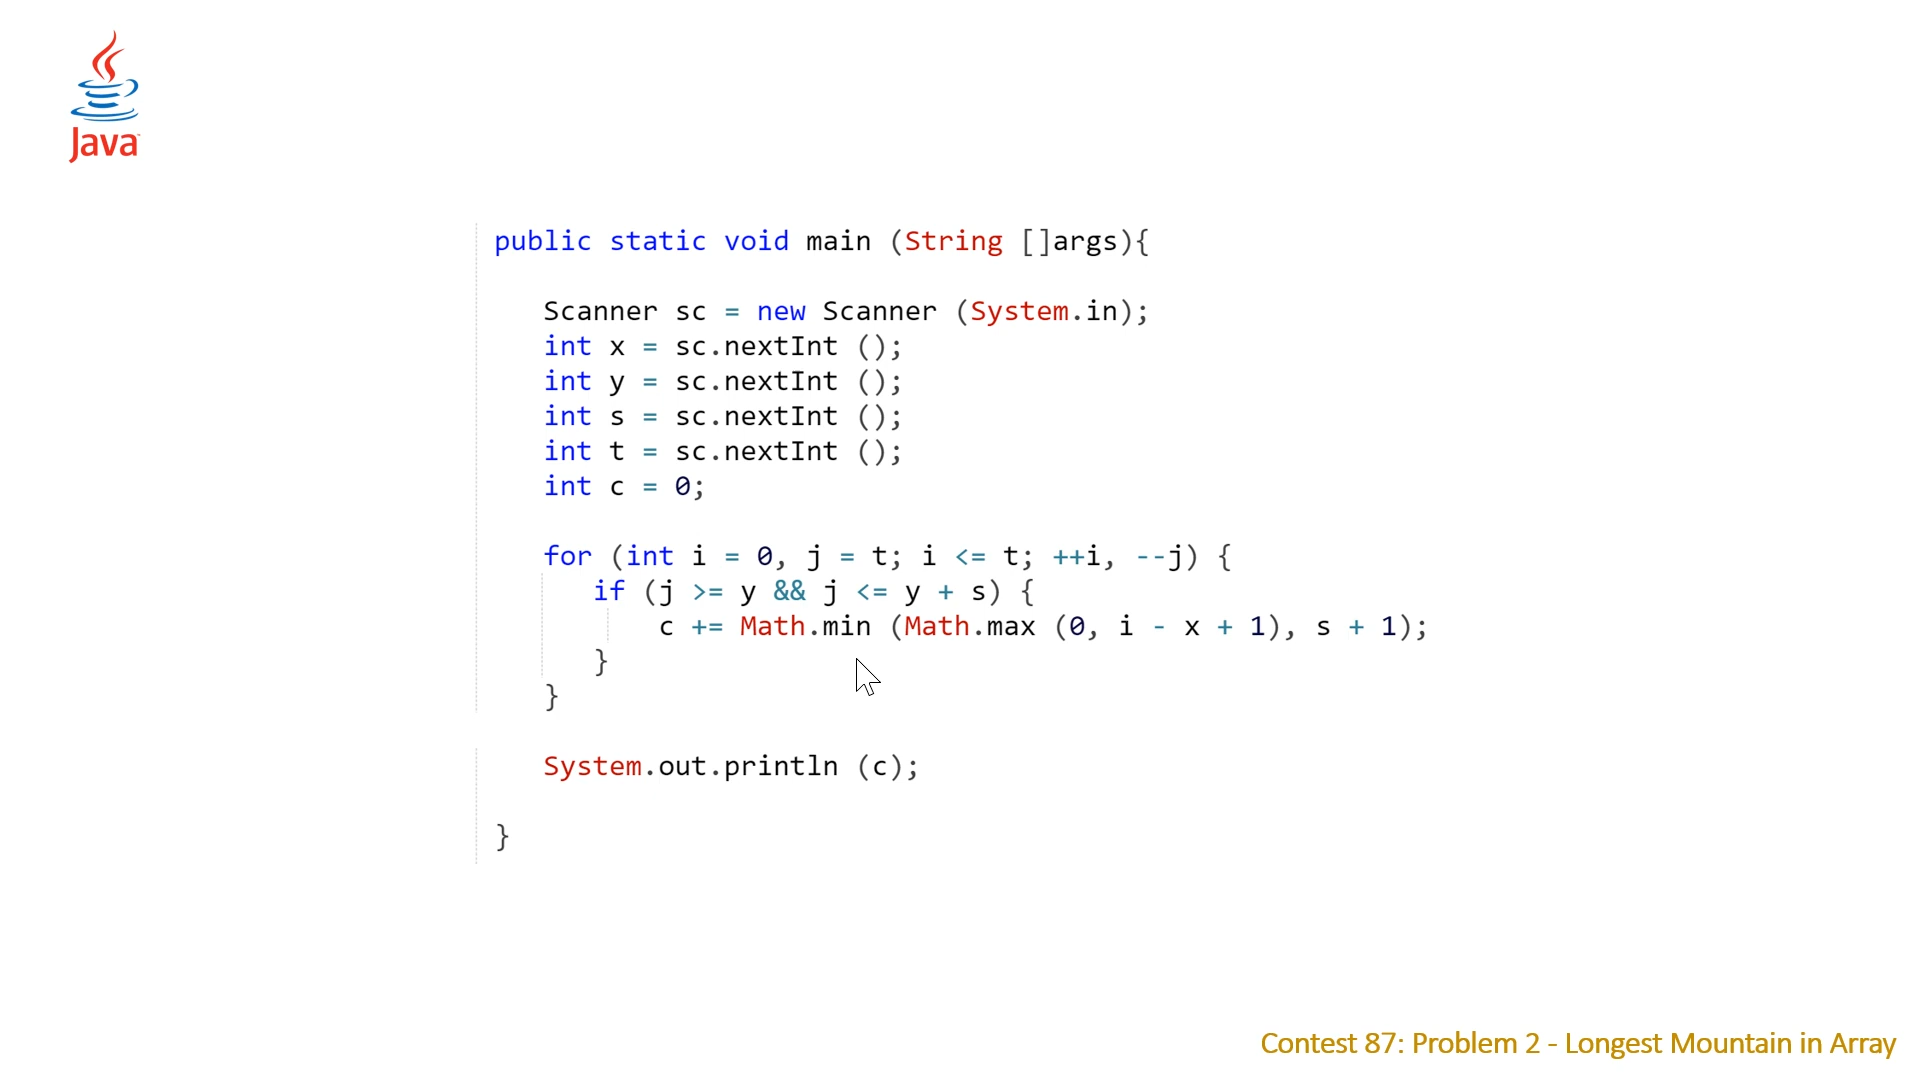 Java
public static void main (String []args){
Scanner sc = new Scanner (System.in);
int x = sc.nextInt ();
int y = sc.nextInt ();
int s = sc.nextInt ();
int t = sc.nextInt ();
int c = 0;
for (int i = 0, j = t; i <= t; ++i, --j) {
if (j >= y && j <= y + s) {
c += Math.min (Math.max (0, i - x + 1), s + 1);
}
}
System.out.println (c);
}
Contest 87: Problem 2 - Longest Mountain in Array